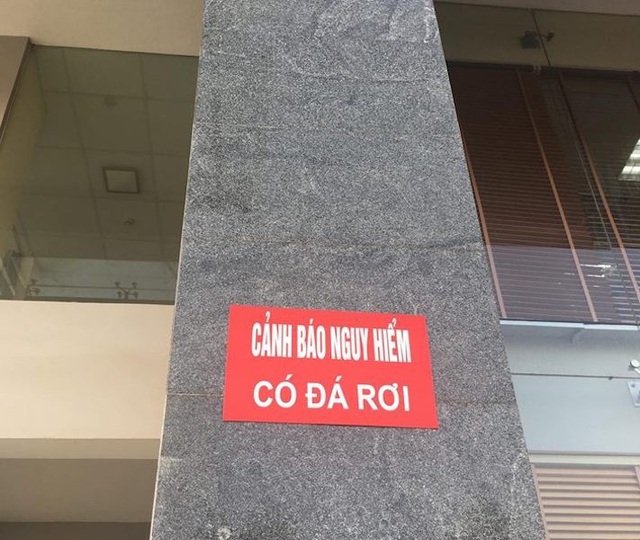 CẢNH BÁO NGUY HIỂM
CÓ ĐÁ RƠI